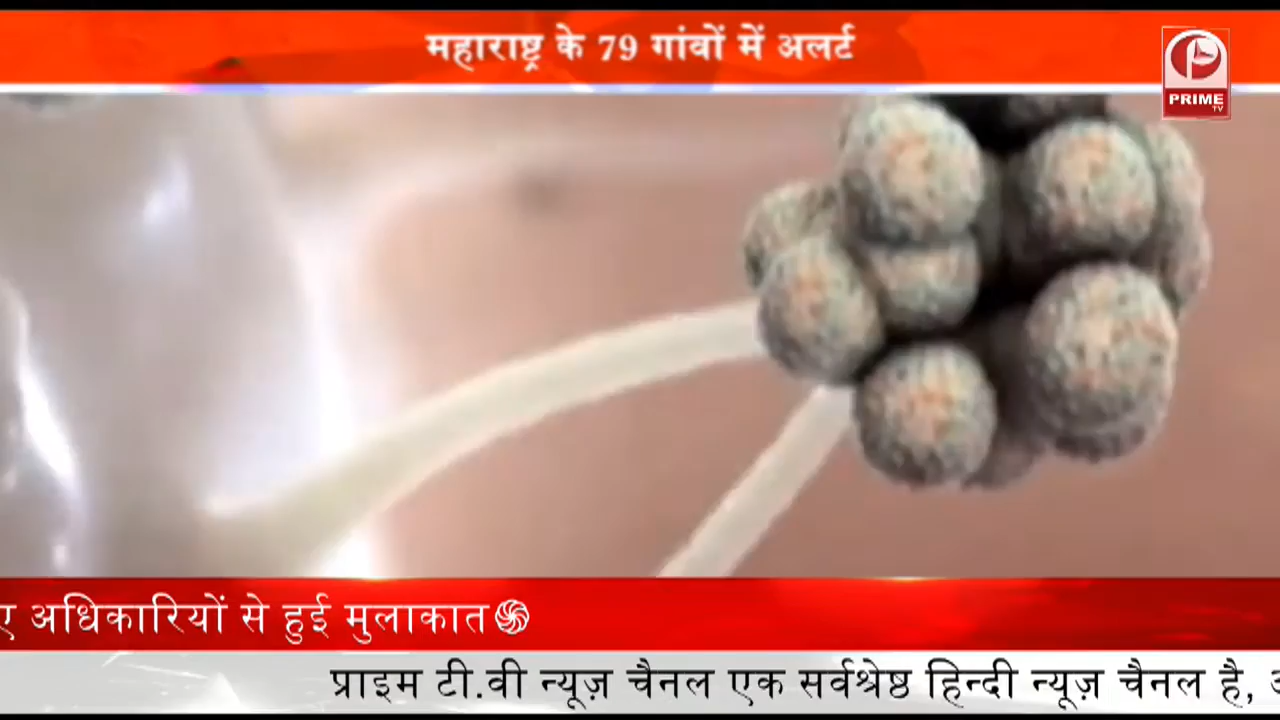 महाराष्ट्र के 79 गांवों में अलर्ट
PRIME
TV
अधिकारियों से हुई मुलाकात
प्राइम टी.वी न्यूज़ चैनल एक सर्वश्रेष्ठ हिन्दी न्यूज़ चैनल है,